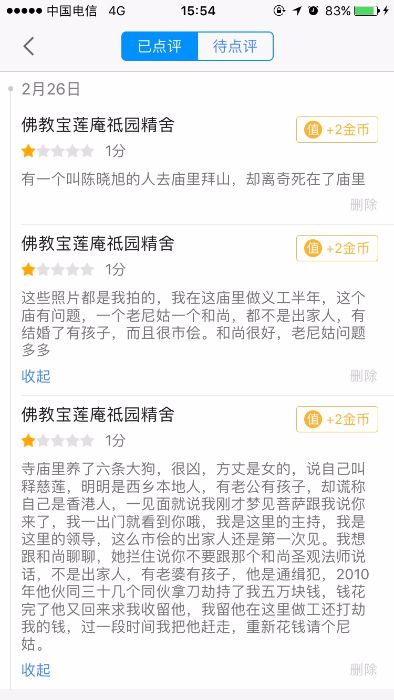 中国电信 4G 15:54 83%
已点评 待点评
2月26日
佛教宝莲庵祗园精舍
值 +2金币
1分
有一个叫陈晓旭的人去庙里拜山，却离奇死在了庙里
删除
佛教宝莲庵祗园精舍
值 +2金币
1分
这些照片都是我拍的，我在这庙里做义工半年，这个
庙有问题，一个老尼姑一个和尚，都不是出家人，有
结婚了有孩子，而且很市侩。和尚很好，老尼姑问题
多多
收起 删除
佛教宝莲庵祗园精舍
值 +2金币
1分
寺庙里养了六条大狗，很凶，方丈是女的，说自己叫
释慈莲，明明是西乡本地人，有老公有孩子，却谎称
自己是香港人，一见面就说我刚才梦见菩萨跟我说你
来了，我一出门就看到你哦，我是这里的主持，我是
这里的领导，这么市侩的出家人还是第一次见。我想
跟和尚聊聊，她拦住说你不要跟那个和尚圣观法师说
话，不是出家人，有老婆有孩子，他是通缉犯，2010
年他伙同三十几个同伙拿刀劫持了我五万块钱，钱花
完了他又回来求我收留他，我留他在这里做工还打劫
我的钱，过一段时间我把他赶走，重新花钱请个尼
姑。
收起 删除